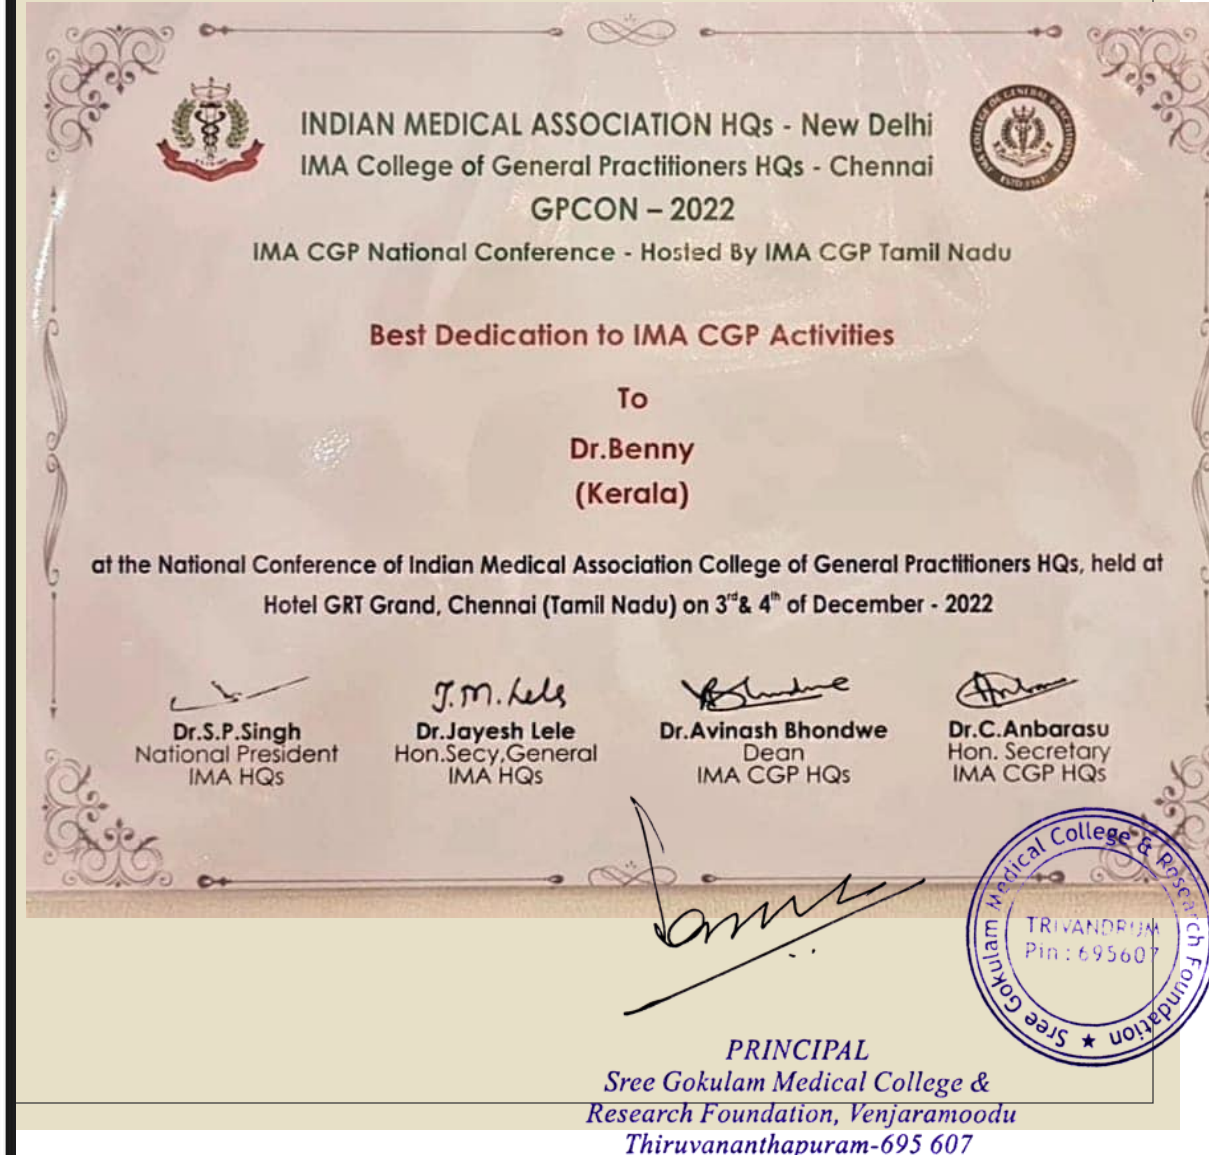 INDIAN MEDICAL ASSOCIATION HQs - New Delhi
IMA College of General Practitioners HQs - Chennai
GPCON – 2022
IMA CGP National Conference - Hosted By IMA CGP Tamil Nadu
IMA COLLEGE OF GENERAL PRACTITIONERS
Best Dedication to IMA CGP Activities
To
Dr.Benny
(Kerala)
at the National Conference of Indian Medical Association College of General Practitioners HQs, held at
Hotel GRT Grand, Chennai (Tamil Nadu) on 3rd& 4th of December - 2022
J.M. Lele
Dr.S.P.Singh
National President
IMA HQs
Dr.Jayesh Lele
Hon.Secy,General
IMA HQs
Dr.Avinash Bhondwe
Dean
IMA CGP HQs
Dr.C.Anbarasu
Hon. Secretary
IMA CGP HQs
Sree Gokulam Medical College & Research Foundation ★
TRIVANDRUM
Pin : 695607
PRINCIPAL
Sree Gokulam Medical College &
Research Foundation, Venjaramoodu
Thiruvananthapuram-695 607